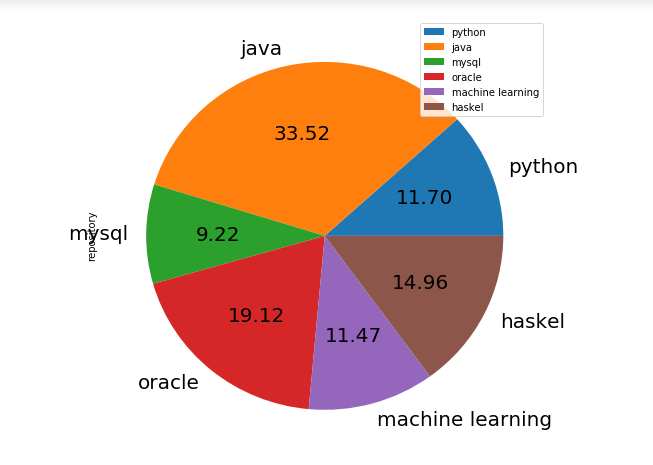 java
python
java
mysql
oracle
machine learning
haskel
33.52
python
11.70
mysql
repository
9.22
14.96
19.12
haskel
11.47
oracle
machine learning